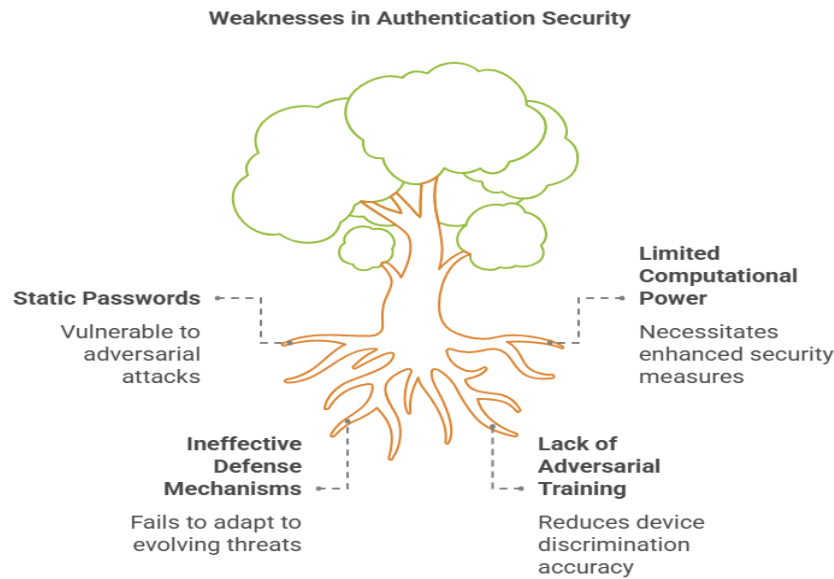 Weaknesses in Authentication Security
Static Passwords
Vulnerable to
adversarial
attacks
Limited
Computational
Power
Necessitates
enhanced security
measures
Ineffective
Defense
Mechanisms
Fails to adapt to
evolving threats
Lack of
Adversarial
Training
Reduces device
discrimination
accuracy